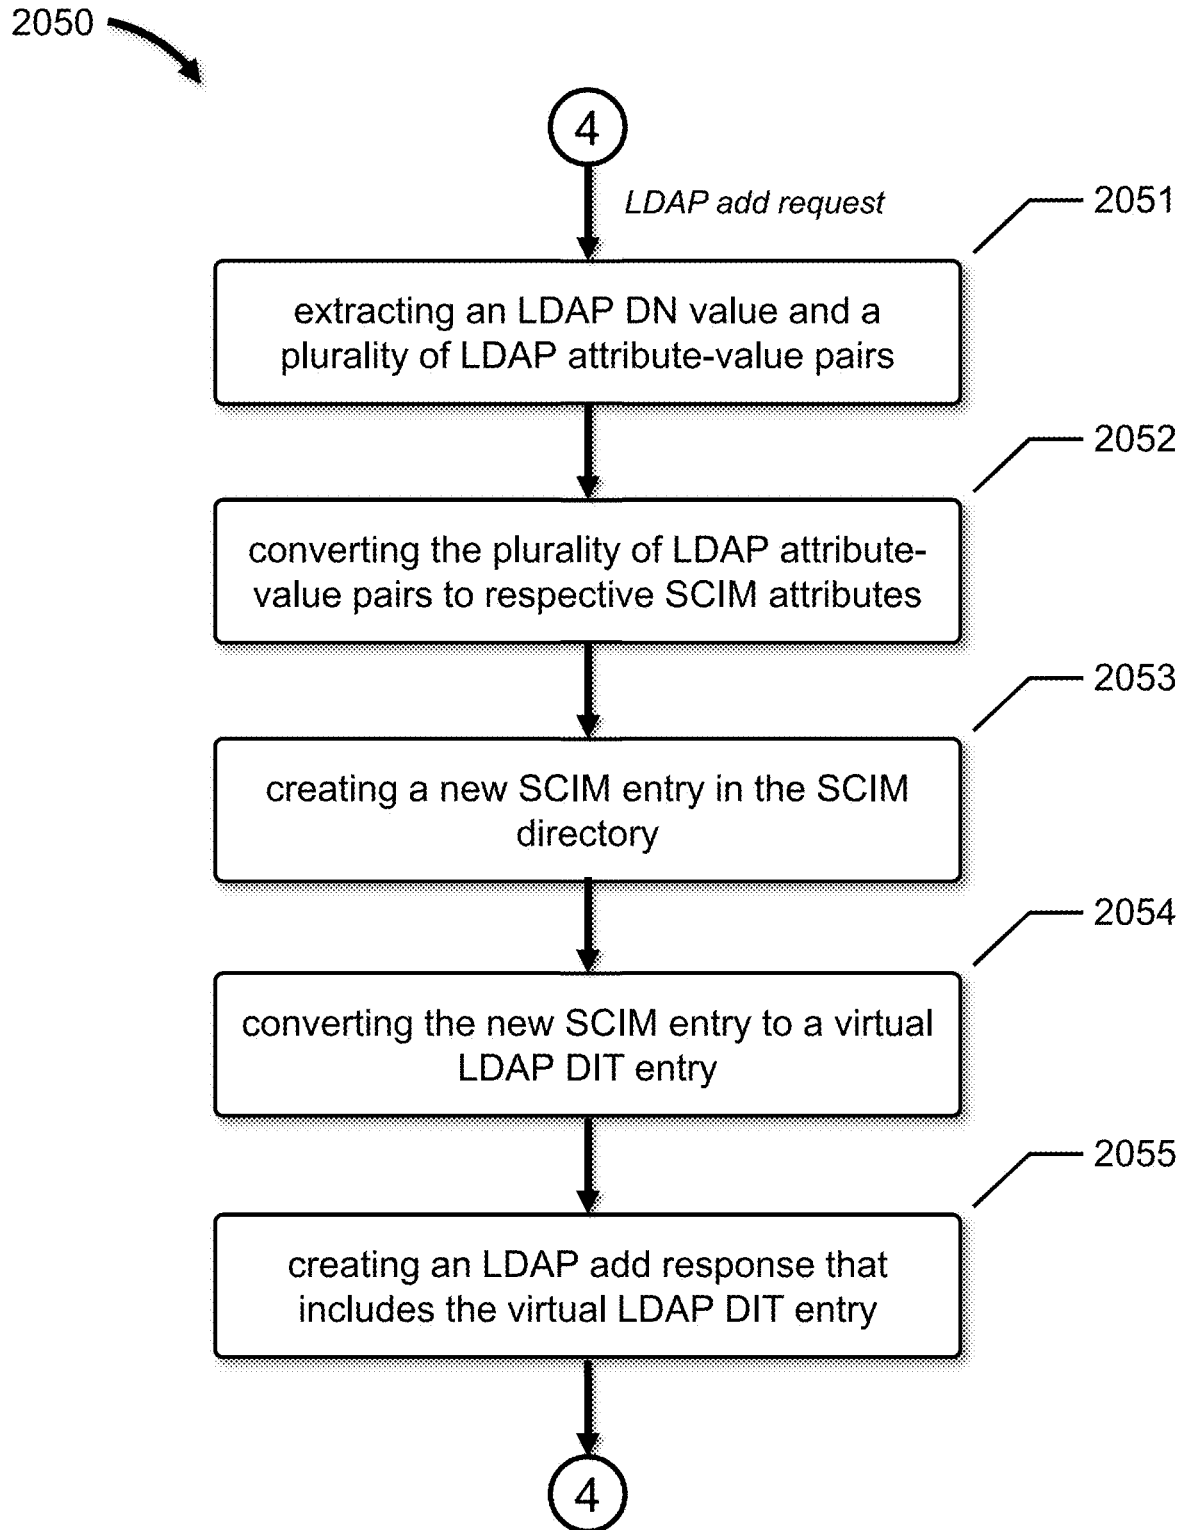 2050
4
LDAP add request
2051
extracting an LDAP DN value and a
plurality of LDAP attribute-value pairs
2052
converting the plurality of LDAP attribute-
value pairs to respective SCIM attributes
2053
creating a new SCIM entry in the SCIM
directory
2054
converting the new SCIM entry to a virtual
LDAP DIT entry
2055
creating an LDAP add response that
includes the virtual LDAP DIT entry
4